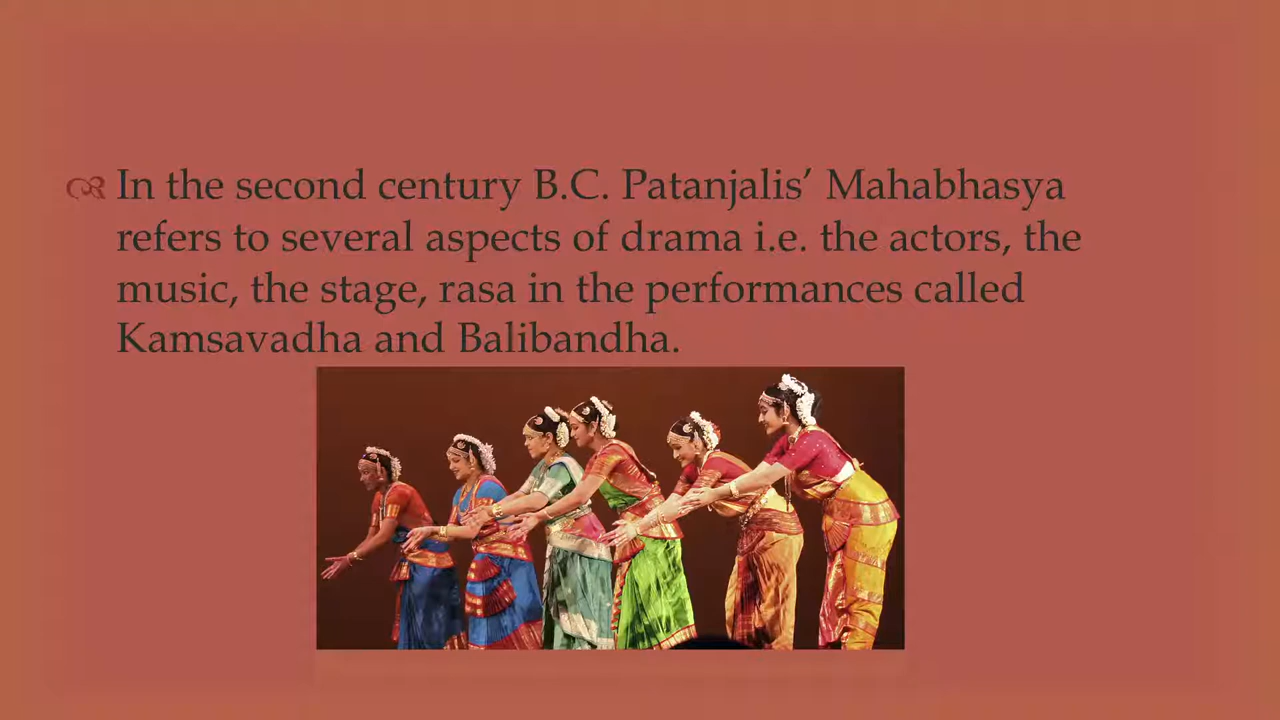 In the second century B.C. Patanjalis’ Mahabhasya
refers to several aspects of drama i.e. the actors, the
music, the stage, rasa in the performances called
Kamsavadha and Balibandha.